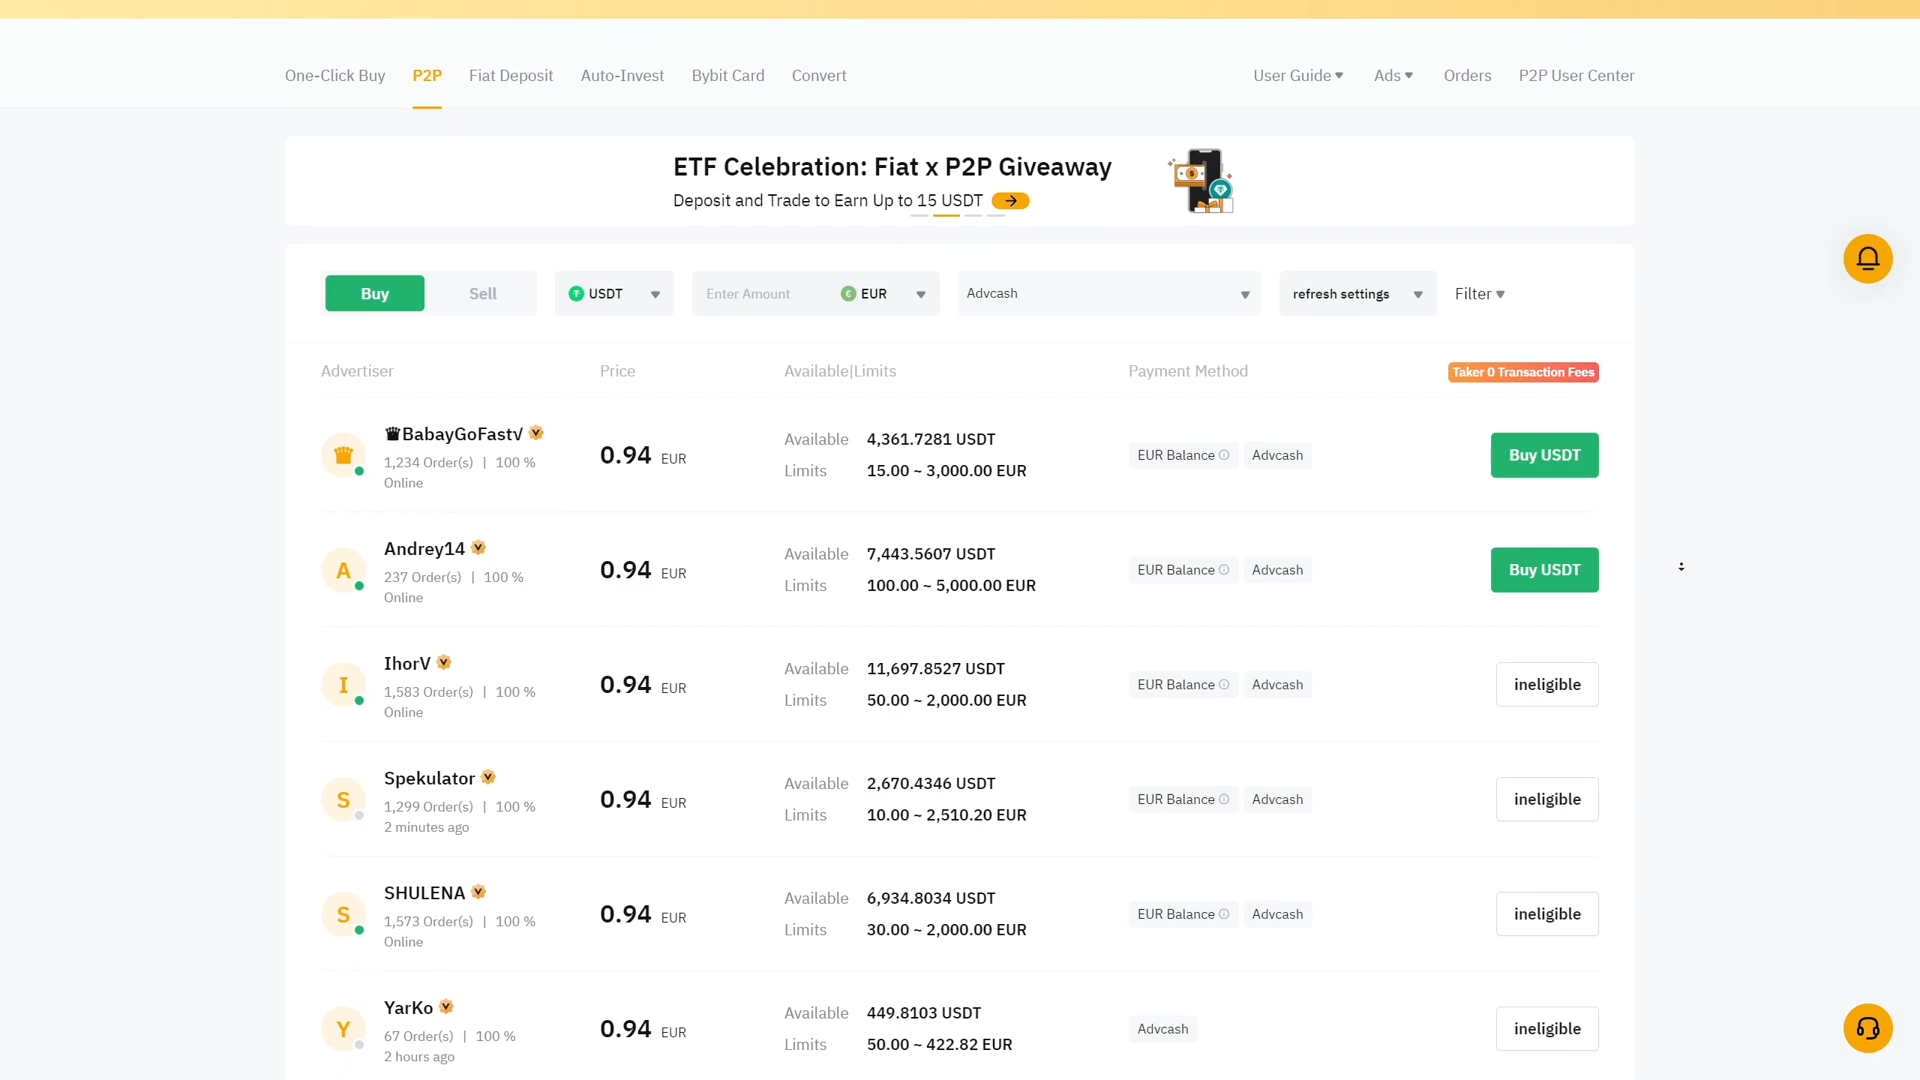 One-Click Buy P2P Fiat Deposit Auto-Invest Bybit Card Convert User Guide Ads Orders P2P User Center
ETF Celebration: Fiat x P2P Giveaway
Deposit and Trade to Earn Up to 15 USDT
Buy Sell USDT Enter Amount EUR Advcash refresh settings Filter
Advertiser Price Available|Limits Payment Method Taker 0 Transaction Fees
♛BabayGoFast√
1,234 Order(s) | 100 %
Online
0.94 EUR
Available 4,361.7281 USDT
Limits 15.00 ~ 3,000.00 EUR
EUR Balance Advcash
Buy USDT
A
Andrey14
237 Order(s) | 100 %
Online
0.94 EUR
Available 7,443.5607 USDT
Limits 100.00 ~ 5,000.00 EUR
EUR Balance Advcash
Buy USDT
I
IhorV
1,583 Order(s) | 100 %
Online
0.94 EUR
Available 11,697.8527 USDT
Limits 50.00 ~ 2,000.00 EUR
EUR Balance Advcash
ineligible
S
Spekulator
1,299 Order(s) | 100 %
2 minutes ago
0.94 EUR
Available 2,670.4346 USDT
Limits 10.00 ~ 2,510.20 EUR
EUR Balance Advcash
ineligible
S
SHULENA
1,573 Order(s) | 100 %
Online
0.94 EUR
Available 6,934.8034 USDT
Limits 30.00 ~ 2,000.00 EUR
EUR Balance Advcash
ineligible
Y
YarKo
67 Order(s) | 100 %
2 hours ago
0.94 EUR
Available 449.8103 USDT
Limits 50.00 ~ 422.82 EUR
Advcash
ineligible